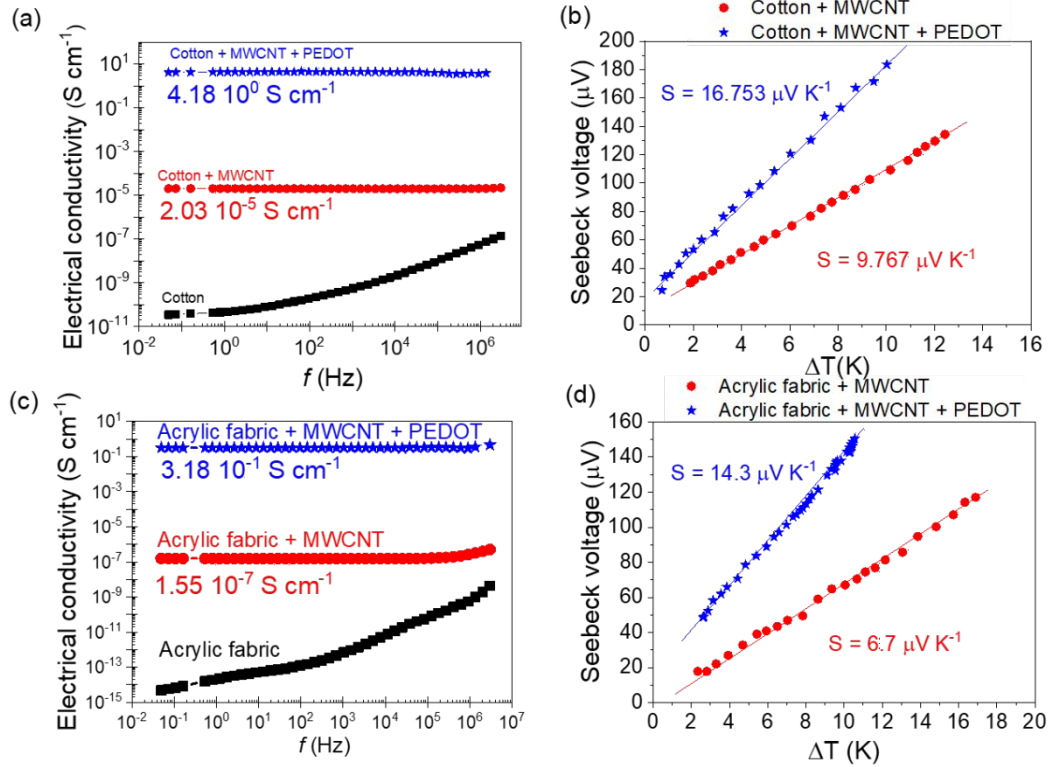 (a)
Electrical conductivity (S cm⁻¹)
10¹
10⁻¹
10⁻³
10⁻⁵
10⁻⁷
10⁻⁹
10⁻¹¹
Cotton + MWCNT + PEDOT
4.18 10⁰ S cm⁻¹
Cotton + MWCNT
2.03 10⁻⁵ S cm⁻¹
Cotton
10⁻² 10⁰ 10² 10⁴ 10⁶
f (Hz)
(b)
Cotton + MWCNT
Cotton + MWCNT + PEDOT
Seebeck voltage (µV)
200
180
160
140
120
100
80
60
40
20
0
S = 16.753 µV K⁻¹
S = 9.767 µV K⁻¹
0 2 4 6 8 10 12 14 16
ΔT(K)
(c)
Electrical conductivity (S cm⁻¹)
10¹
10⁻¹
10⁻³
10⁻⁵
10⁻⁷
10⁻⁹
10⁻¹¹
10⁻¹³
10⁻¹⁵
Acrylic fabric + MWCNT + PEDOT
3.18 10⁻¹ S cm⁻¹
Acrylic fabric + MWCNT
1.55 10⁻⁷ S cm⁻¹
Acrylic fabric
10⁻² 10⁻¹ 10⁰ 10¹ 10² 10³ 10⁴ 10⁵ 10⁶ 10⁷
f (Hz)
(d)
Acrylic fabric + MWCNT
Acrylic fabric + MWCNT + PEDOT
Seebeck voltage (µV)
160
140
120
100
80
60
40
20
0
S = 14.3 µV K⁻¹
S = 6.7 µV K⁻¹
0 2 4 6 8 10 12 14 16 18 20
ΔT (K)